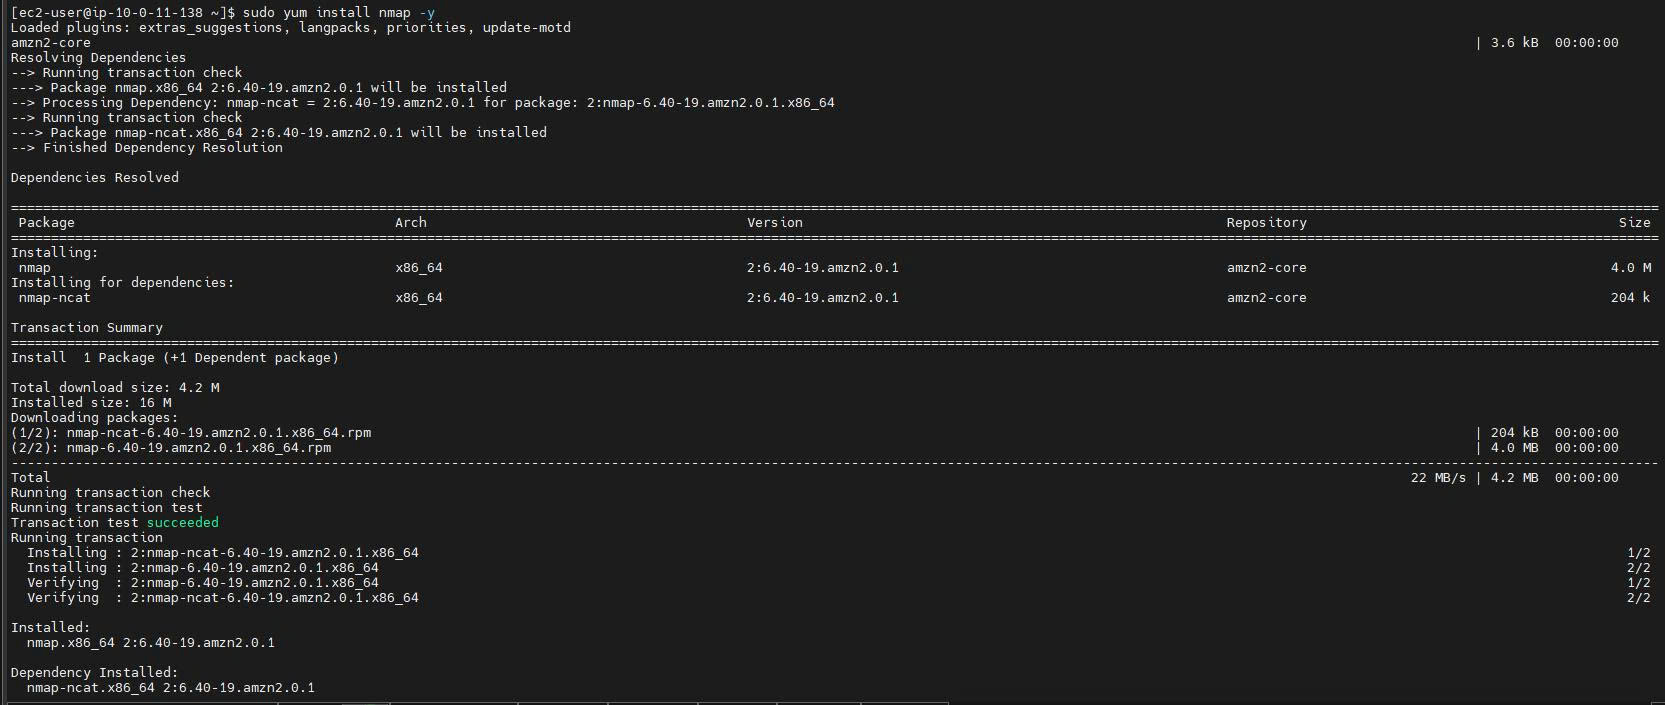 [ec2-user@ip-10-0-11-138 ~]$ sudo yum install nmap -y
Loaded plugins: extras_suggestions, langpacks, priorities, update-motd
amzn2-core | 3.6 kB 00:00:00
Resolving Dependencies
--> Running transaction check
---> Package nmap.x86_64 2:6.40-19.amzn2.0.1 will be installed
--> Processing Dependency: nmap-ncat = 2:6.40-19.amzn2.0.1 for package: 2:nmap-6.40-19.amzn2.0.1.x86_64
--> Running transaction check
---> Package nmap-ncat.x86_64 2:6.40-19.amzn2.0.1 will be installed
--> Finished Dependency Resolution
Dependencies Resolved
Package Arch Version Repository Size
Installing:
nmap x86_64 2:6.40-19.amzn2.0.1 amzn2-core 4.0 M
Installing for dependencies:
nmap-ncat x86_64 2:6.40-19.amzn2.0.1 amzn2-core 204 k
Transaction Summary
Install 1 Package (+1 Dependent package)
Total download size: 4.2 M
Installed size: 16 M
Downloading packages:
(1/2): nmap-ncat-6.40-19.amzn2.0.1.x86_64.rpm | 204 kB 00:00:00
(2/2): nmap-6.40-19.amzn2.0.1.x86_64.rpm | 4.0 MB 00:00:00
Total 22 MB/s | 4.2 MB 00:00:00
Running transaction check
Running transaction test
Transaction test succeeded
Running transaction
Installing : 2:nmap-ncat-6.40-19.amzn2.0.1.x86_64 1/2
Installing : 2:nmap-6.40-19.amzn2.0.1.x86_64 2/2
Verifying : 2:nmap-6.40-19.amzn2.0.1.x86_64 1/2
Verifying : 2:nmap-ncat-6.40-19.amzn2.0.1.x86_64 2/2
Installed:
nmap.x86_64 2:6.40-19.amzn2.0.1
Dependency Installed:
nmap-ncat.x86_64 2:6.40-19.amzn2.0.1